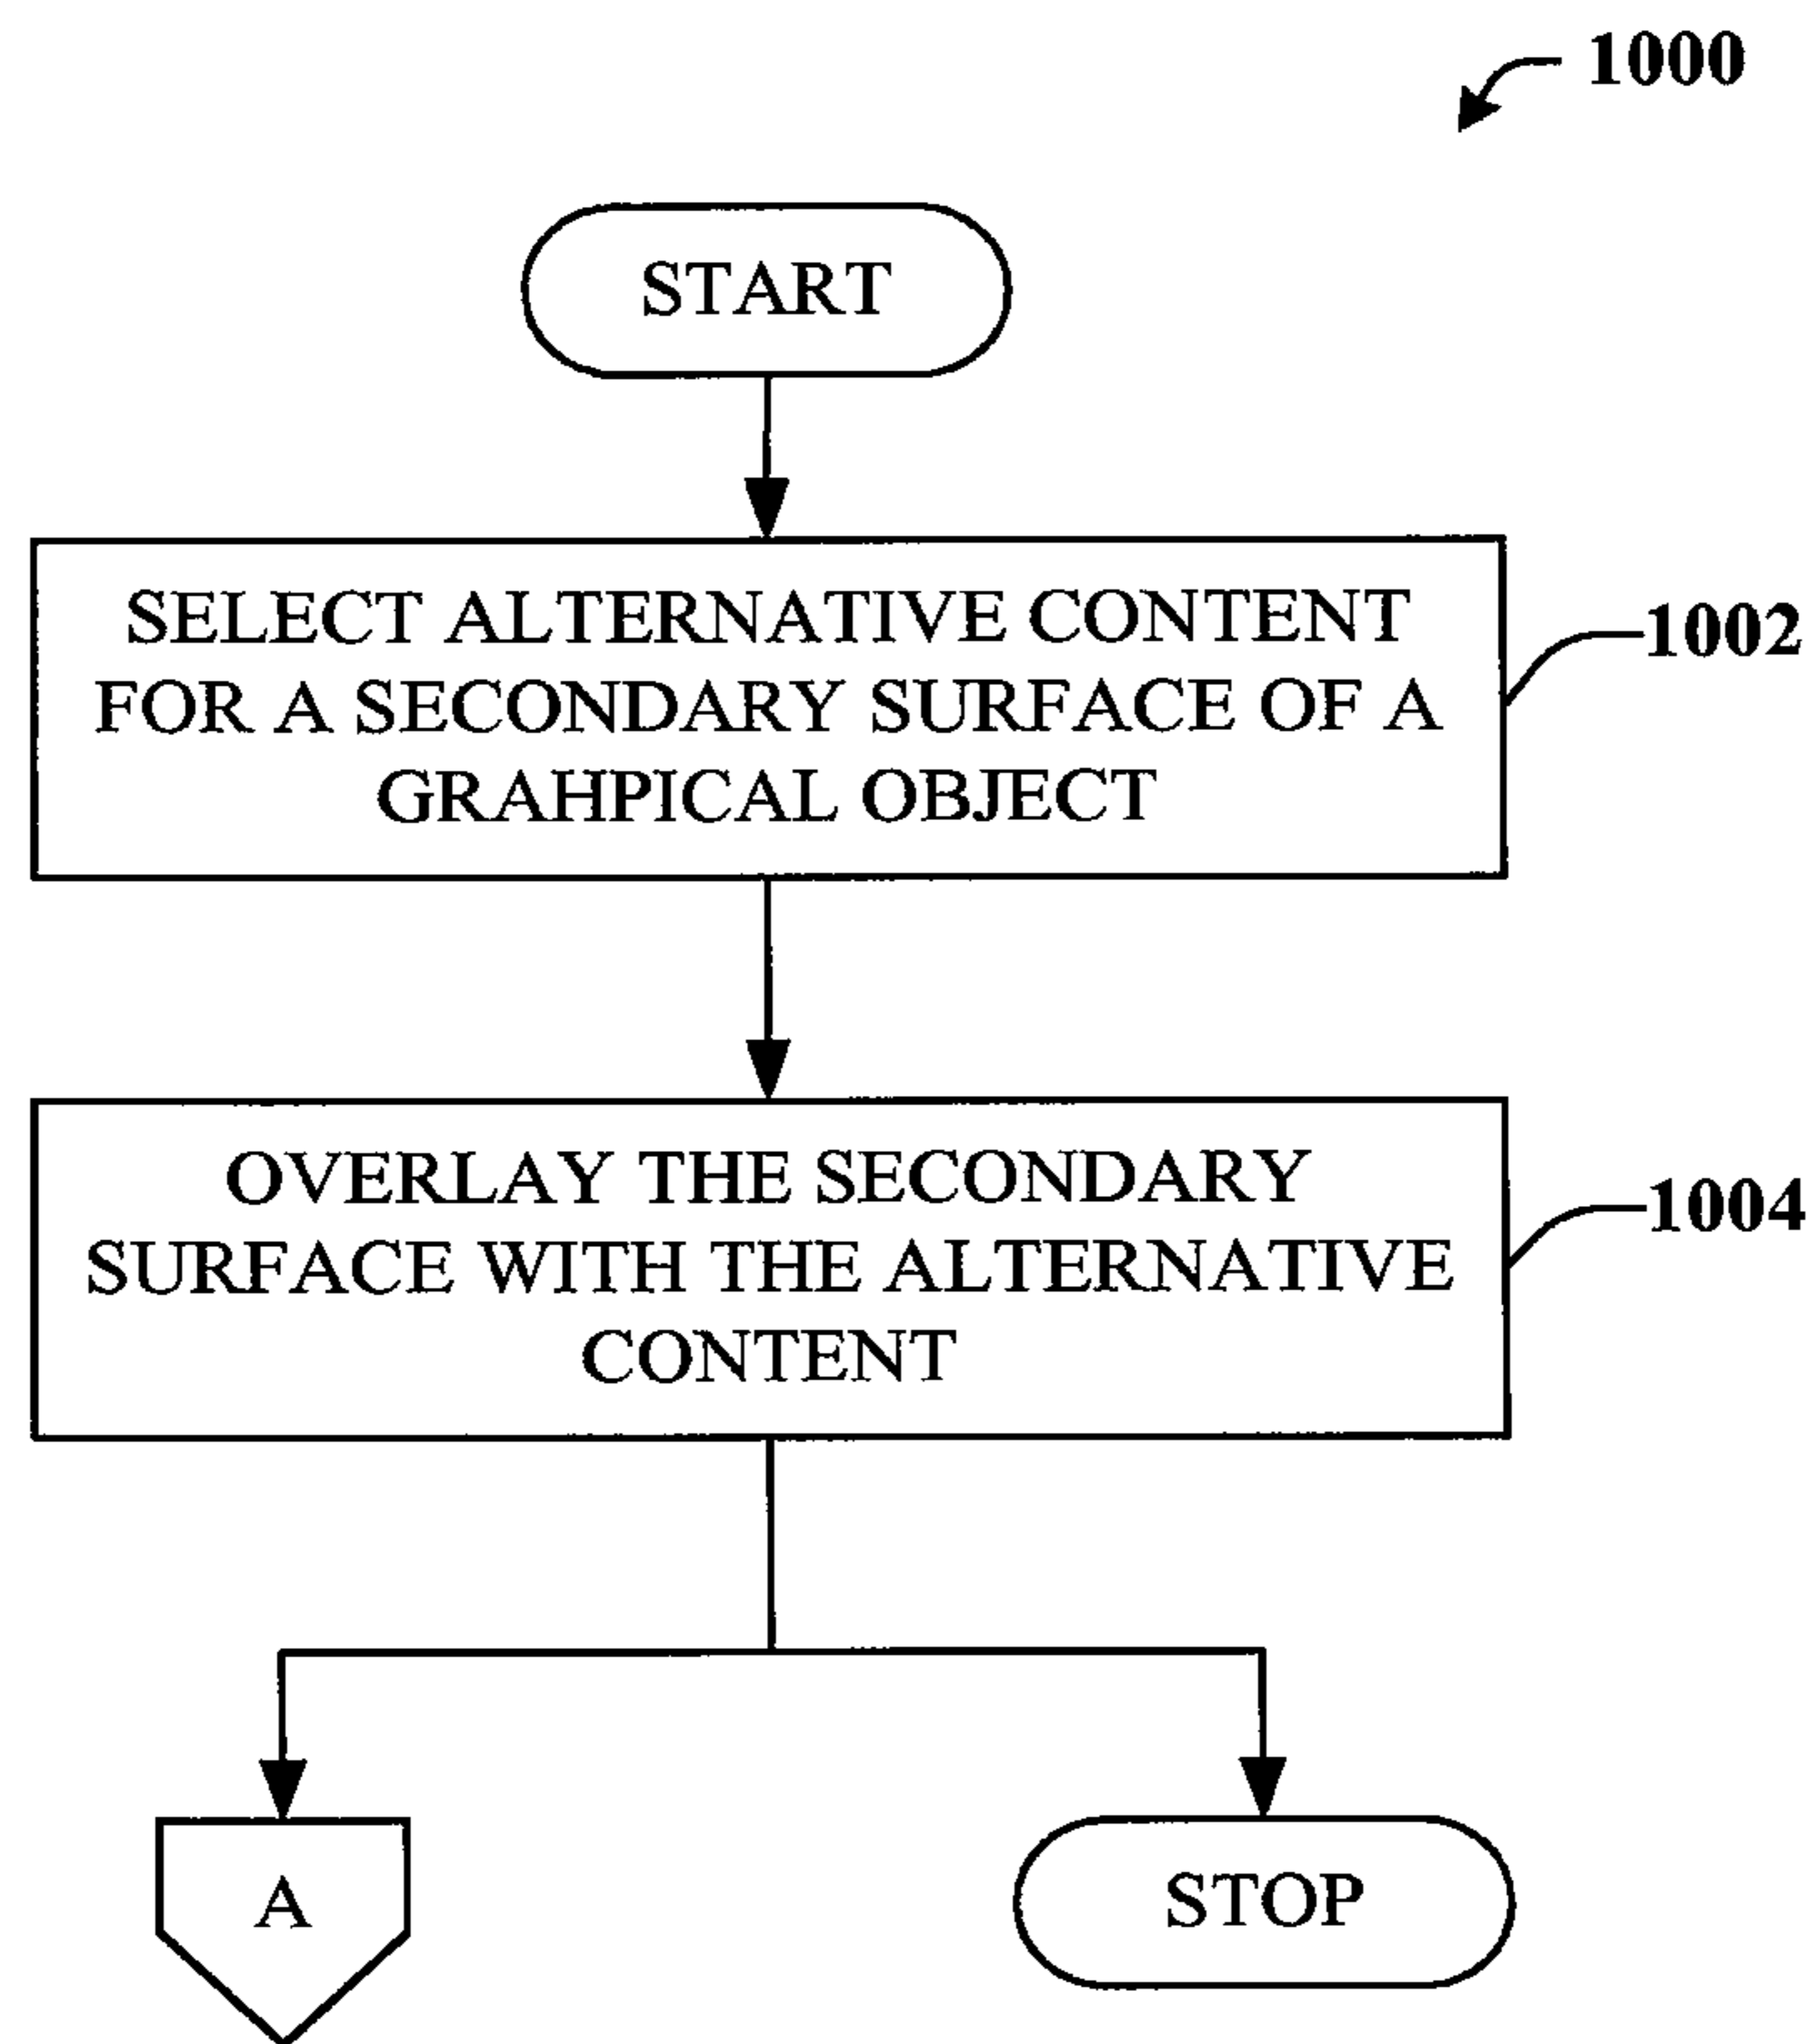 1000
START
SELECT ALTERNATIVE CONTENT
FOR A SECONDARY SURFACE OF A
GRAHPICAL OBJECT
1002
OVERLAY THE SECONDARY
SURFACE WITH THE ALTERNATIVE
CONTENT
1004
A
STOP